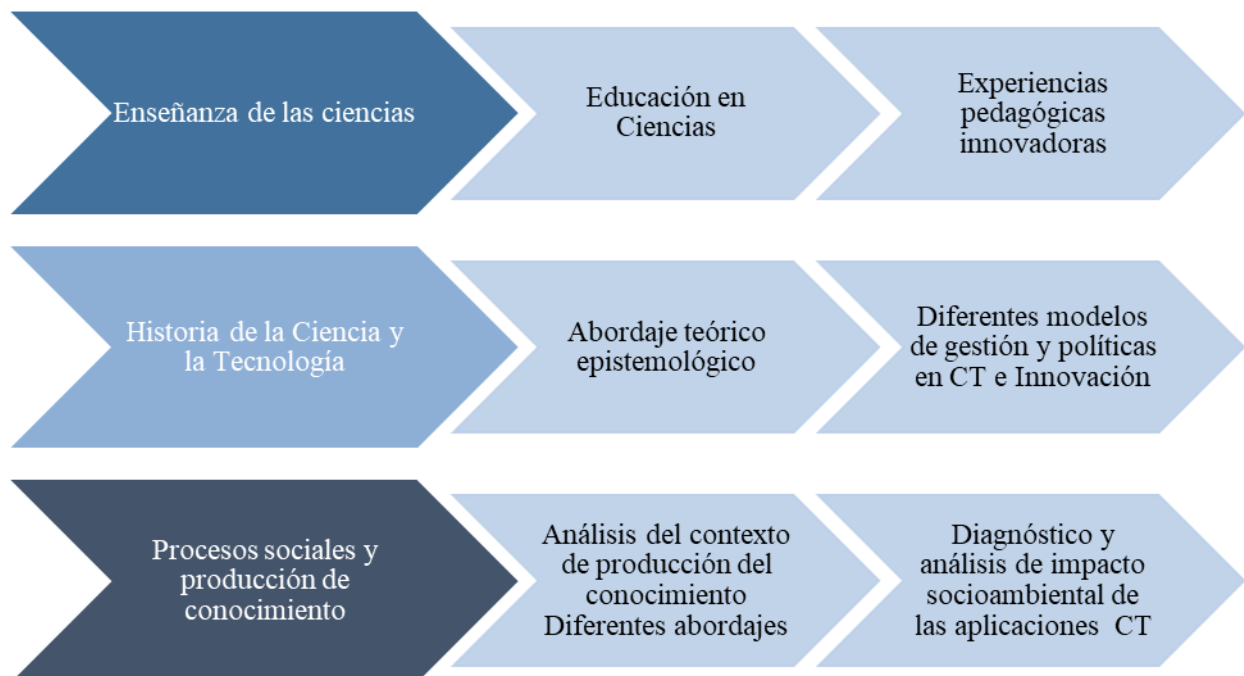 Enseñanza de las ciencias
Educación en
Ciencias
Experiencias
pedagógicas
innovadoras
Historia de la Ciencia y
la Tecnología
Abordaje teórico
epistemológico
Diferentes modelos
de gestión y políticas
en CT e Innovación
Procesos sociales y
producción de
conocimiento
Análisis del contexto
de producción del
conocimiento
Diferentes abordajes
Diagnóstico y
análisis de impacto
socioambiental de
las aplicaciones  CT